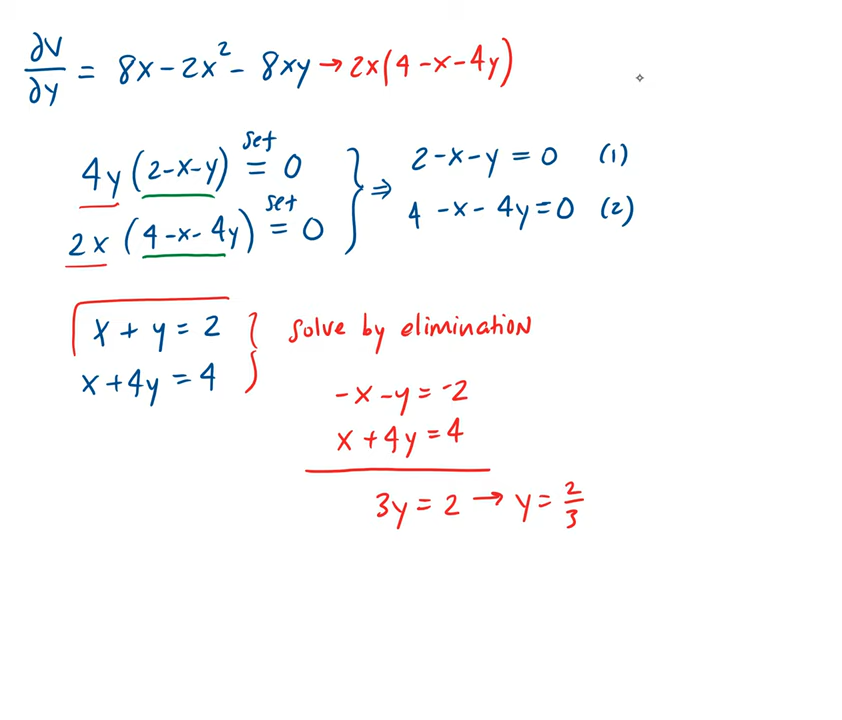 ∂V/∂y = 8x - 2x² - 8xy → 2x(4 - x - 4y)
4y (2-x-y) set = 0 } ⇒ 2-x-y = 0 (1)
2x (4-x-4y) set = 0 4 -x - 4y = 0 (2)
x + y = 2 } solve by elimination
x + 4y = 4
-x - y = -2
x + 4y = 4
3y = 2 → y = 2/3